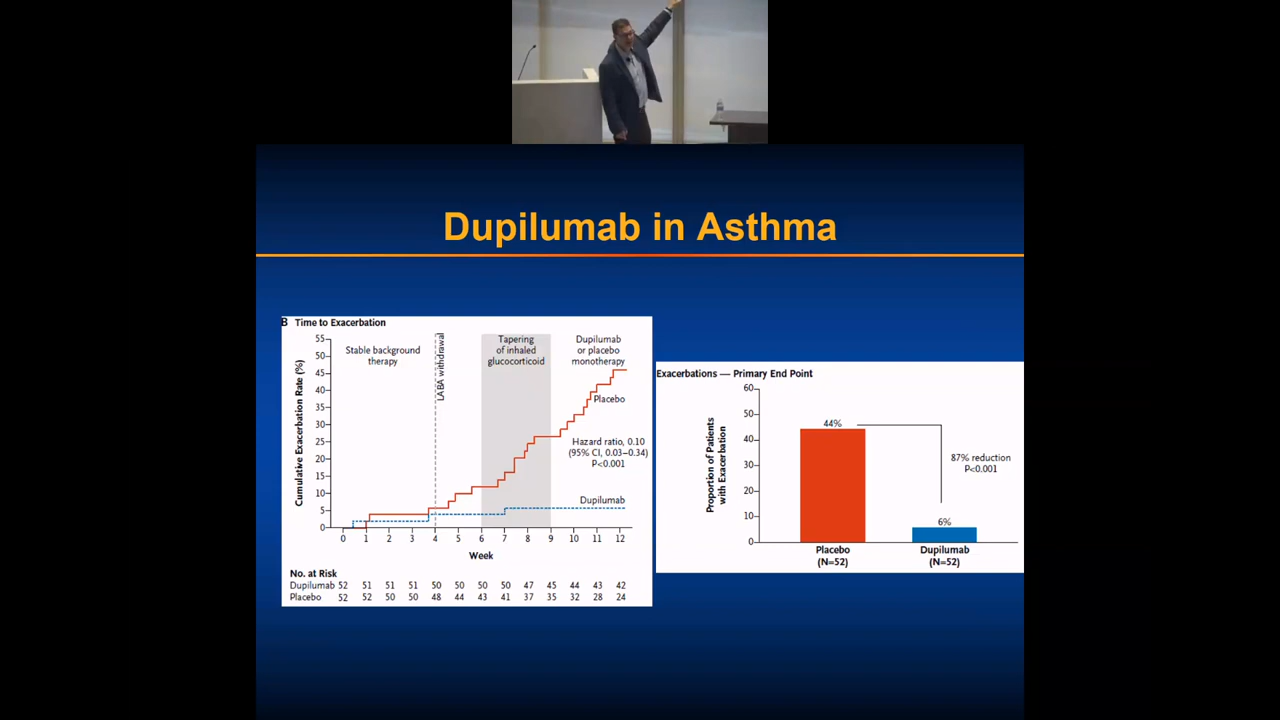 Dupilumab in Asthma
B Time to Exacerbation
Cumulative Exacerbation Rate (%)
55
50
45
40
35
30
25
20
15
10
5
0
Stable background
therapy
LABA withdrawal
Tapering
of inhaled
glucocorticoid
Dupilumab
or placebo
monotherapy
Placebo
Hazard ratio, 0.10
(95% CI, 0.03–0.34)
P<0.001
Dupilumab
0 1 2 3 4 5 6 7 8 9 10 11 12
Week
No. at Risk
Dupilumab 52 51 51 51 50 50 50 50 47 45 44 43 42
Placebo 52 52 50 50 48 44 43 41 37 35 32 28 24
Exacerbations — Primary End Point
Proportion of Patients
with Exacerbation
60
50
40
30
20
10
0
44%
87% reduction
P<0.001
6%
Placebo
(N=52)
Dupilumab
(N=52)